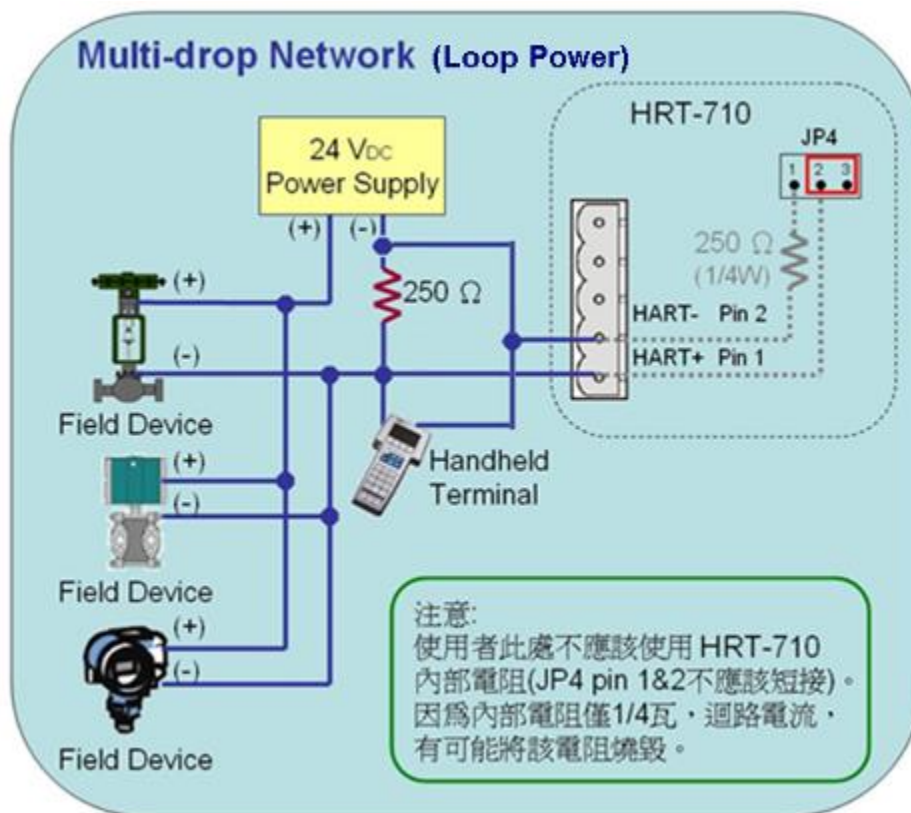 Multi-drop Network (Loop Power)
24 VDC
Power Supply
(+) (-)
250 Ω
HRT-710
JP4
1 2 3
250 Ω
(1/4W)
HART- Pin 2
HART+ Pin 1
(+)
(-)
Field Device
(+)
(-)
Field Device
(+)
(-)
Field Device
Handheld
Terminal
注意:
使用者此處不應該使用 HRT-710
內部電阻(JP4 pin 1&2不應該短接)。
因為內部電阻僅1/4瓦，迴路電流，
有可能將該電阻燒毀。